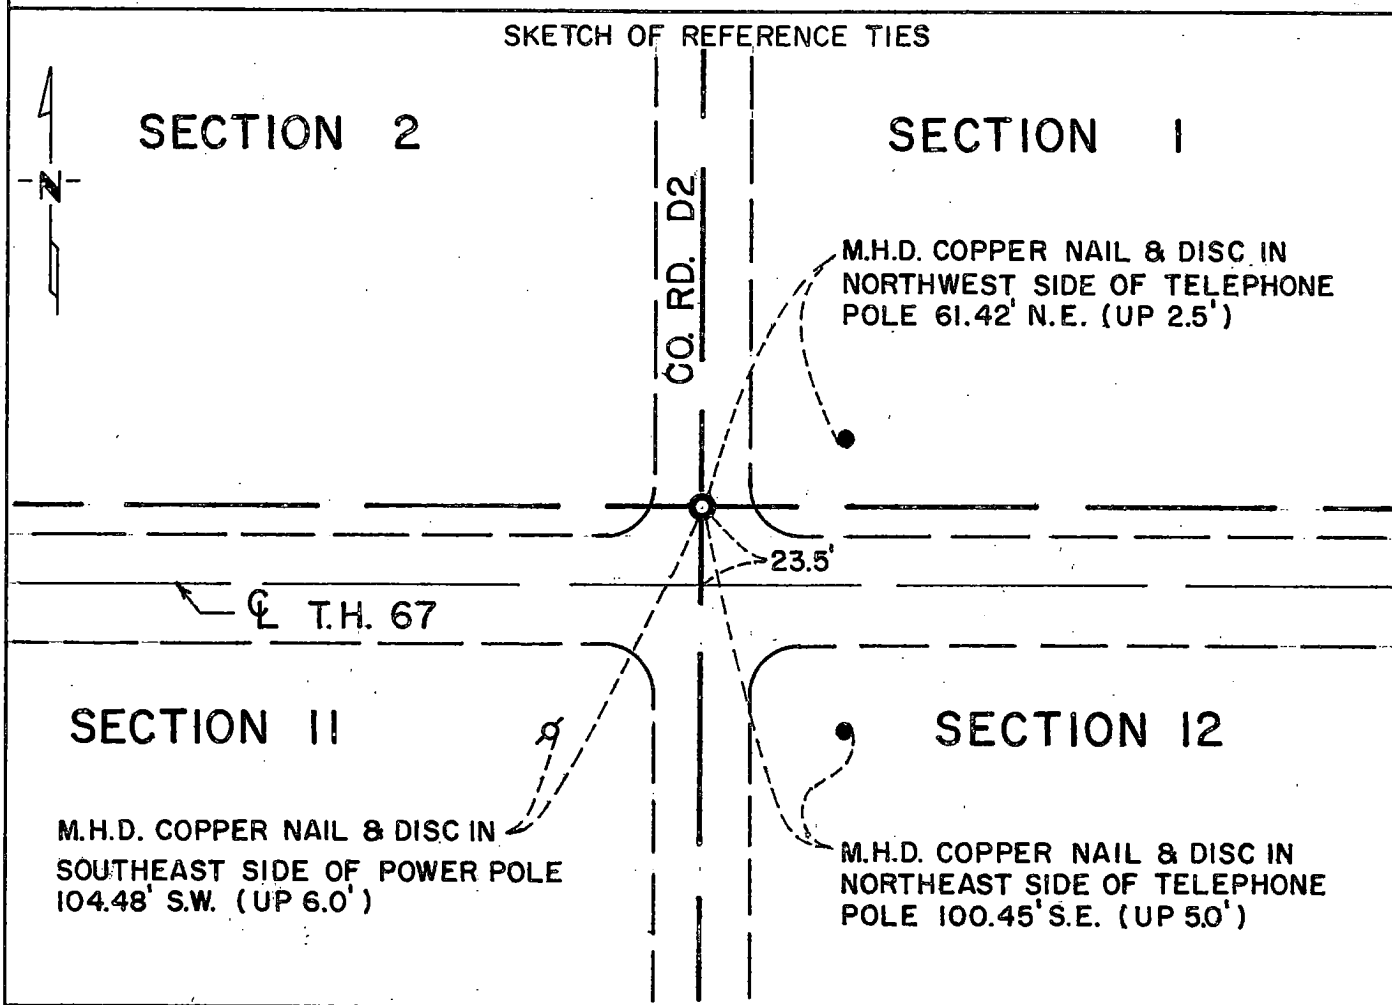 SKETCH OF REFERENCE TIES
SECTION 2
SECTION 1
N
CO. RD. D2
M.H.D. COPPER NAIL & DISC IN
NORTHWEST SIDE OF TELEPHONE
POLE 61.42' N.E. (UP 2.5')
23.5'
℄ T.H. 67
SECTION 11
SECTION 12
M.H.D. COPPER NAIL & DISC IN
SOUTHEAST SIDE OF POWER POLE
104.48' S.W. (UP 6.0')
M.H.D. COPPER NAIL & DISC IN
NORTHEAST SIDE OF TELEPHONE
POLE 100.45' S.E. (UP 5.0')